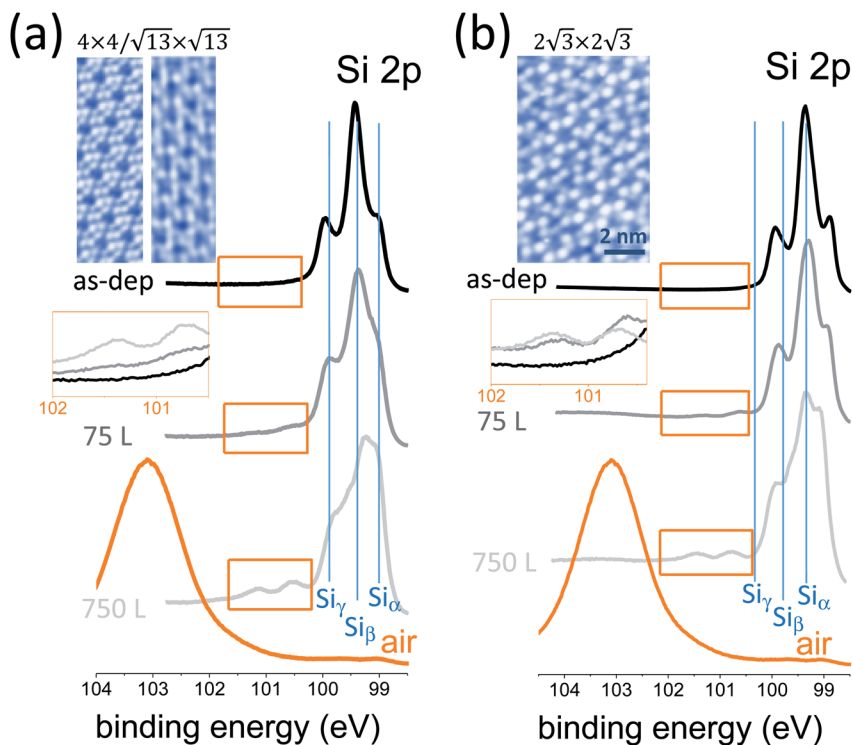 (a)
4×4/√13×√13
Si 2p
as-dep
102 101
75 L
750 L
Siγ
Siβ
Siα
air
104 103 102 101 100 99
binding energy (eV)
(b)
2√3×2√3
Si 2p
2 nm
as-dep
102 101
75 L
750 L
Siγ
Siβ
Siα
air
104 103 102 101 100 99
binding energy (eV)